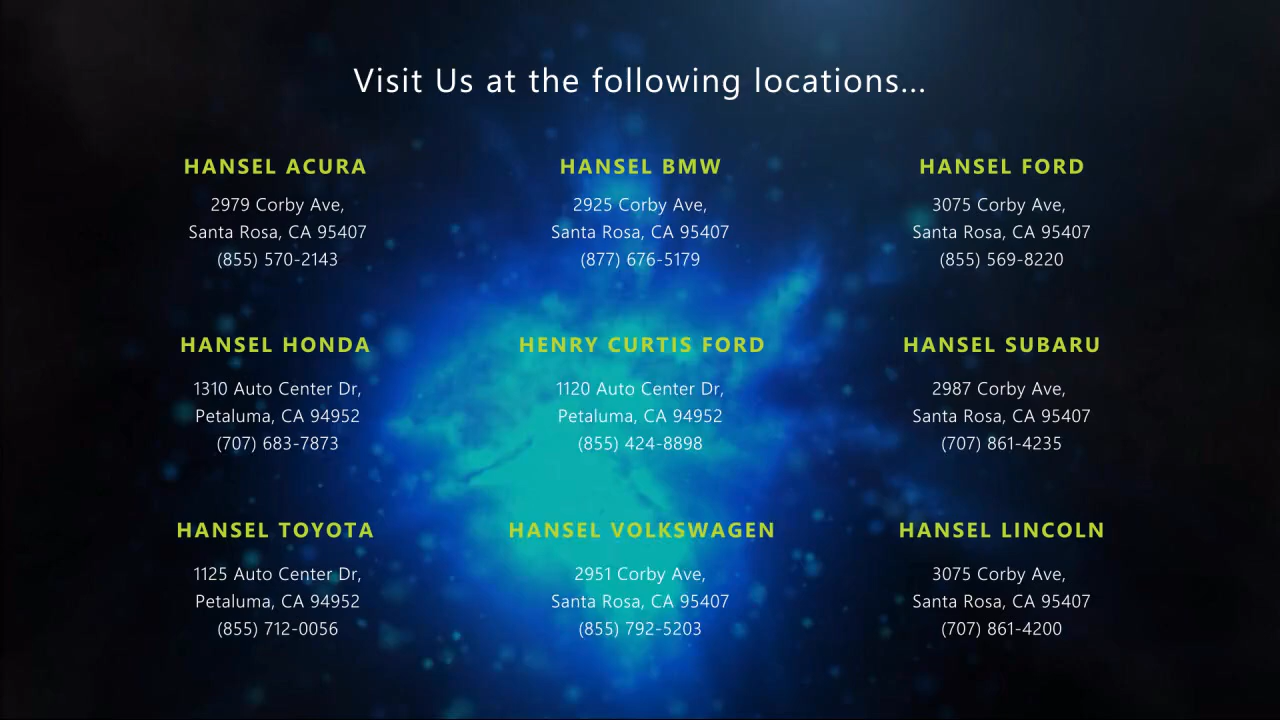 Visit Us at the following locations...
HANSEL ACURA
2979 Corby Ave,
Santa Rosa, CA 95407
(855) 570-2143
HANSEL BMW
2925 Corby Ave,
Santa Rosa, CA 95407
(877) 676-5179
HANSEL FORD
3075 Corby Ave,
Santa Rosa, CA 95407
(855) 569-8220
HANSEL HONDA
1310 Auto Center Dr,
Petaluma, CA 94952
(707) 683-7873
HENRY CURTIS FORD
1120 Auto Center Dr,
Petaluma, CA 94952
(855) 424-8898
HANSEL SUBARU
2987 Corby Ave,
Santa Rosa, CA 95407
(707) 861-4235
HANSEL TOYOTA
1125 Auto Center Dr,
Petaluma, CA 94952
(855) 712-0056
HANSEL VOLKSWAGEN
2951 Corby Ave,
Santa Rosa, CA 95407
(855) 792-5203
HANSEL LINCOLN
3075 Corby Ave,
Santa Rosa, CA 95407
(707) 861-4200